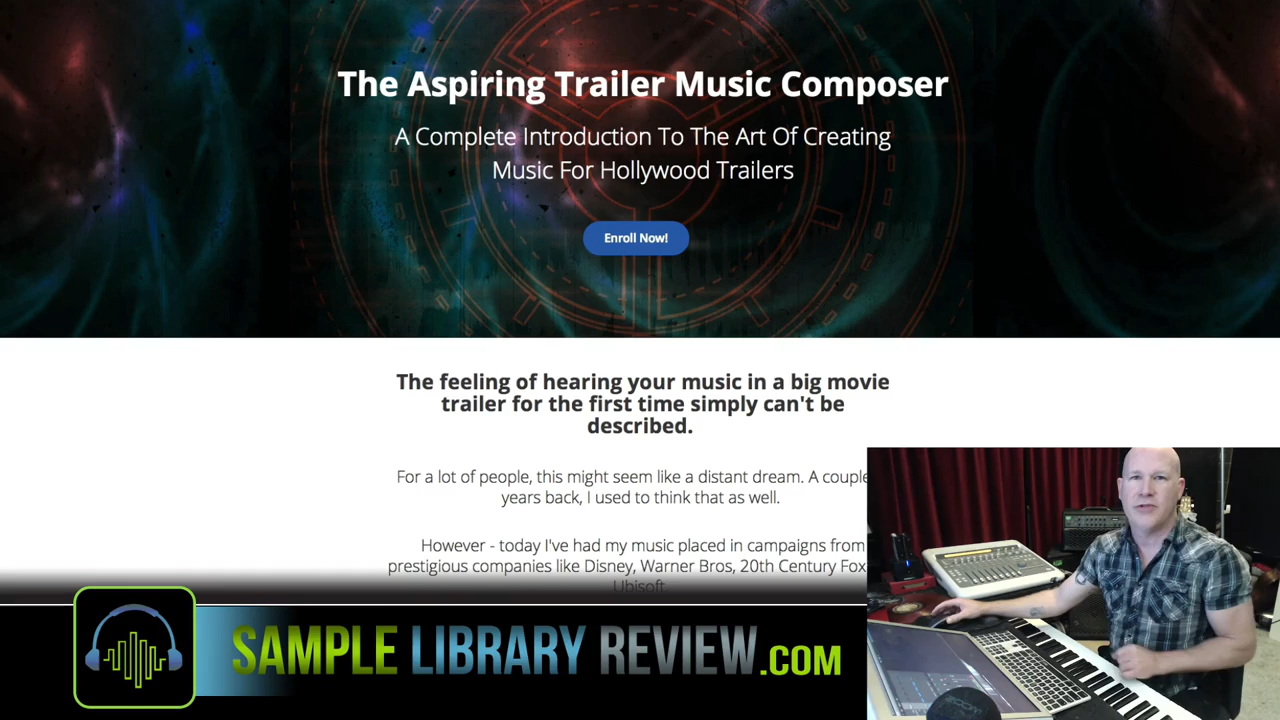 The Aspiring Trailer Music Composer
A Complete Introduction To The Art Of Creating
Music For Hollywood Trailers
Enroll Now!
The feeling of hearing your music in a big movie
trailer for the first time simply can't be
described.
For a lot of people, this might seem like a distant dream. A couple
years back, I used to think that as well.
However - today I've had my music placed in campaigns from
prestigious companies like Disney, Warner Bros, 20th Century Fox
Ubisoft
SAMPLE LIBRARY REVIEW.COM